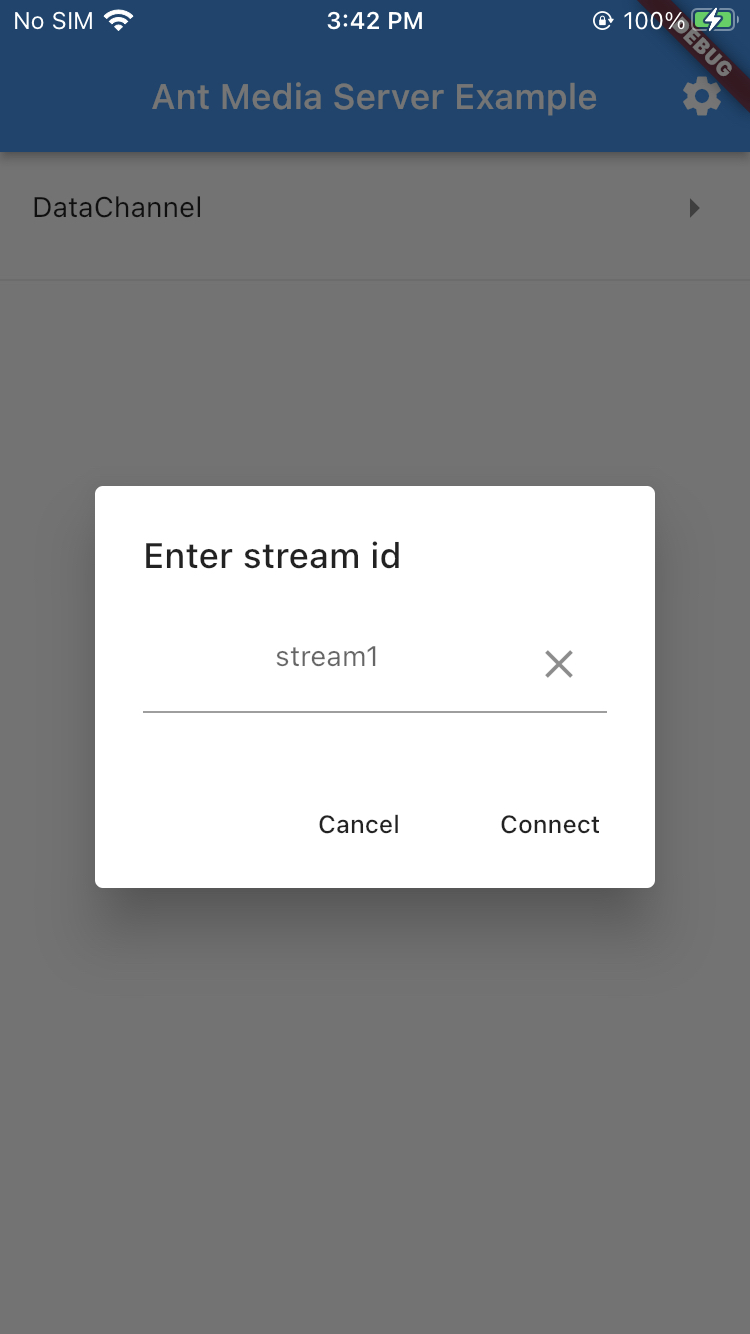 No SIM 3:42 PM 100%
DEBUG
Ant Media Server Example
DataChannel
Enter stream id
stream1
Cancel Connect